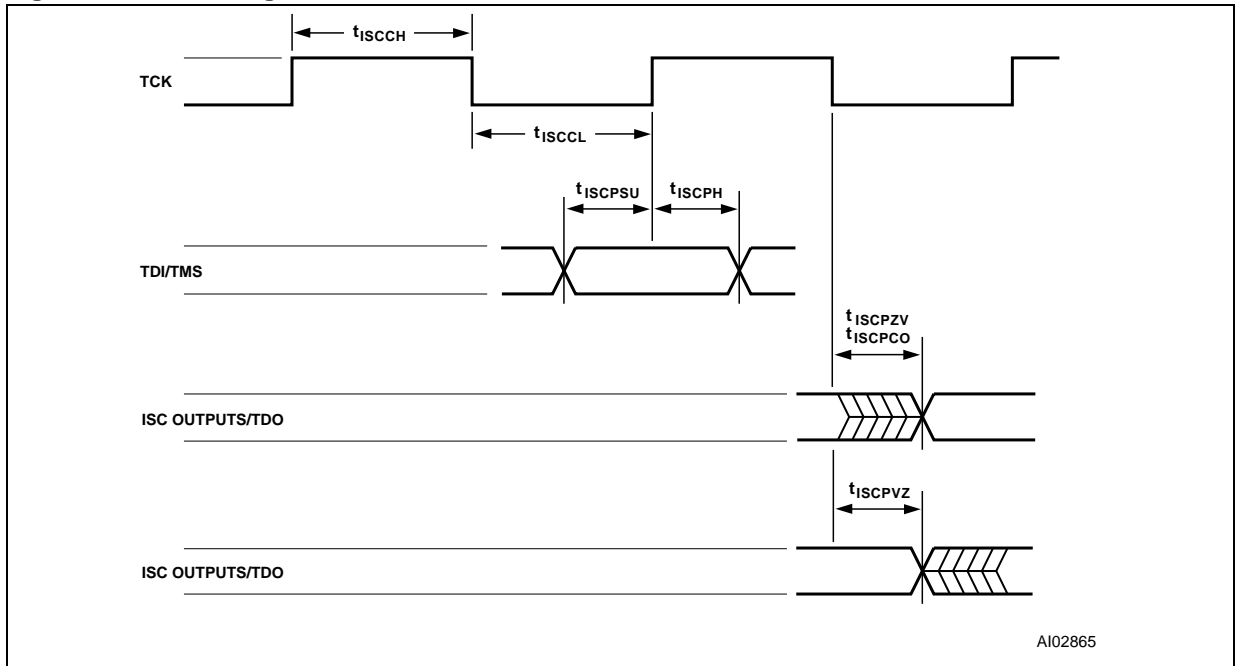 tISCCH
TCK
tISCCL
tISCPSU tISCPH
TDI/TMS
tISCPZV
tISCPCO
ISC OUTPUTS/TDO
tISCPVZ
ISC OUTPUTS/TDO
AI02865